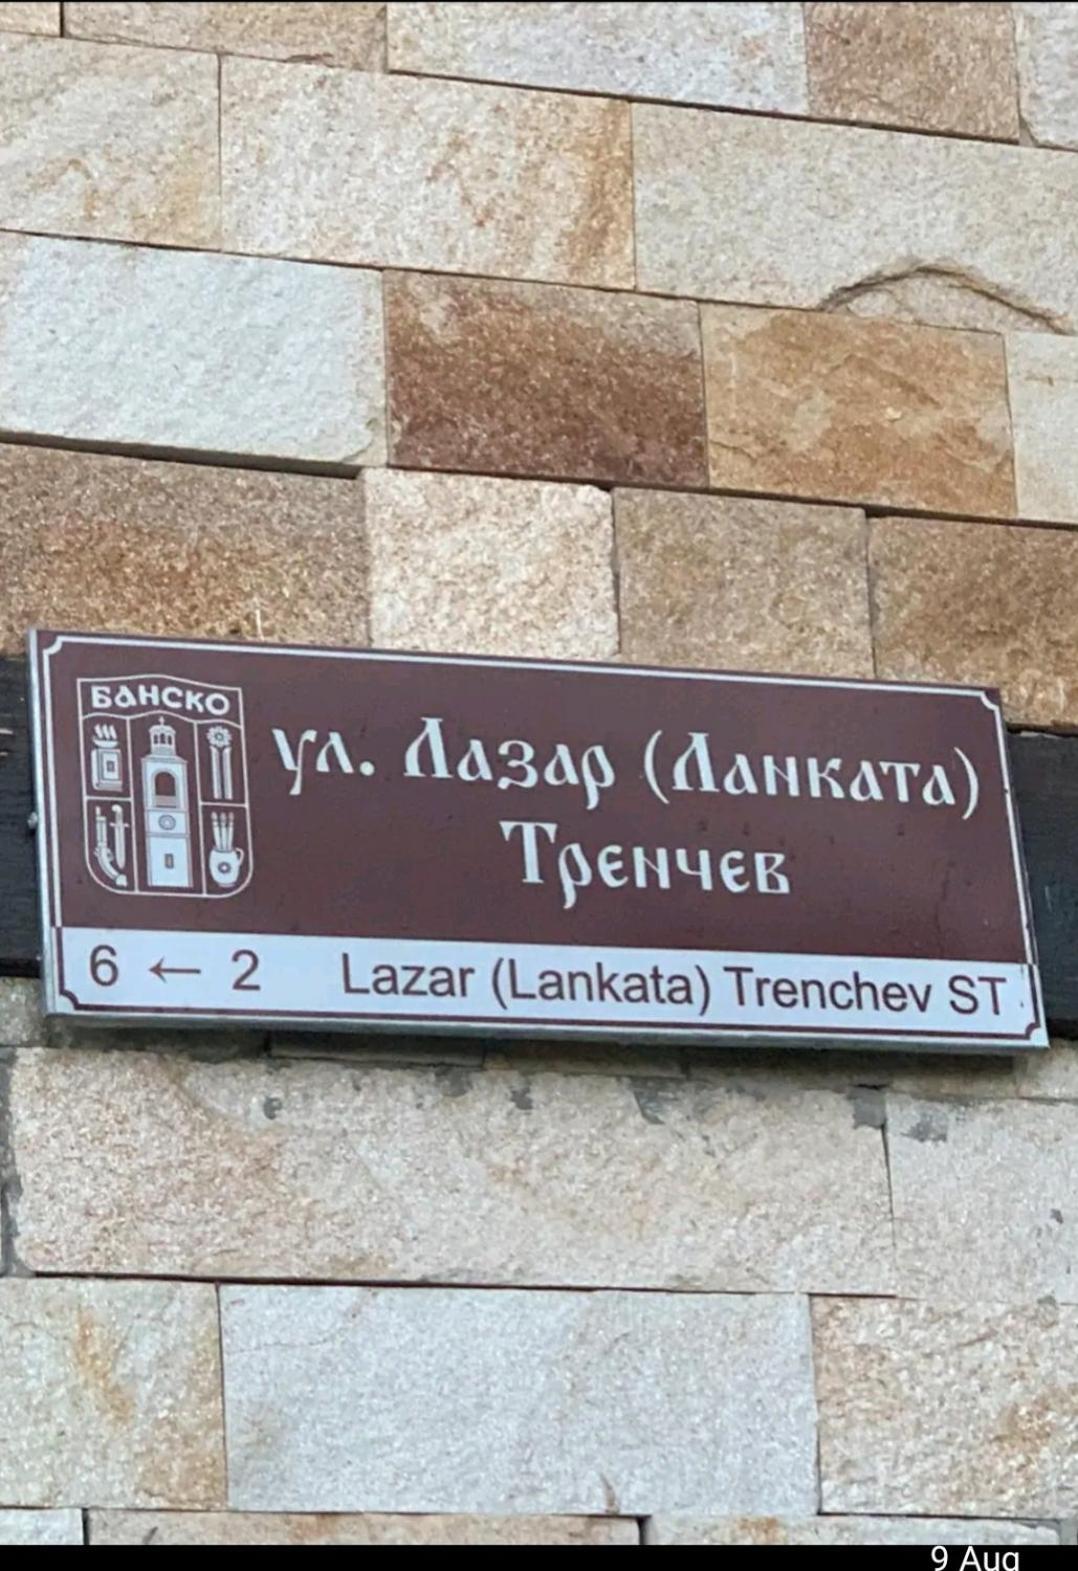 БАНСКО
ул. Лазар (Ланката)
Тренчев
6 ← 2 Lazar (Lankata) Trenchev ST.
9 Aug